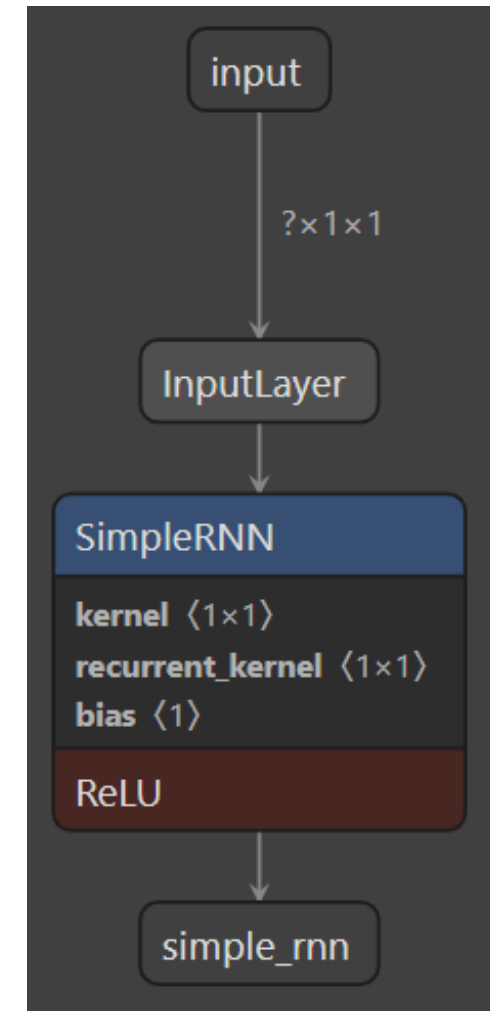 input
?×1×1
InputLayer
SimpleRNN
kernel 〈1×1〉
recurrent_kernel 〈1×1〉
bias 〈1〉
ReLU
simple_rnn